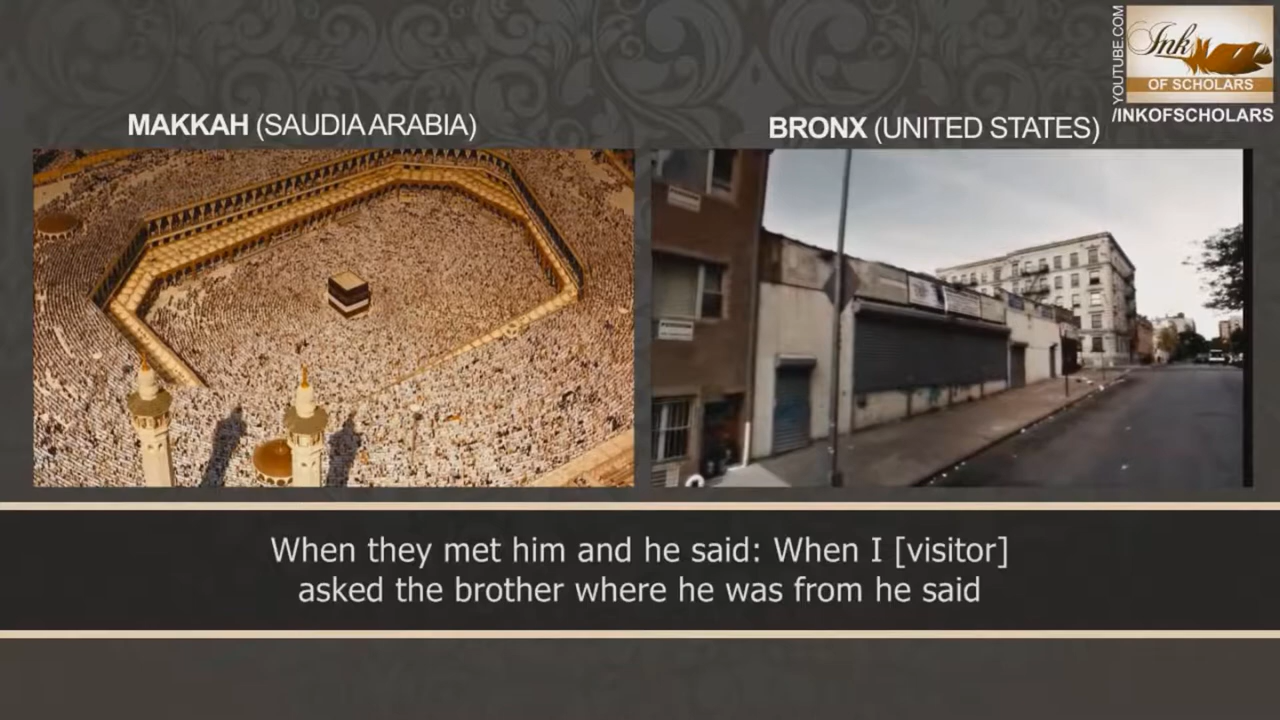 YOUTUBE.COM
Ink
OF SCHOLARS
/INKOFSCHOLARS
MAKKAH (SAUDIA ARABIA)
BRONX (UNITED STATES)
When they met him and he said: When I [visitor]
asked the brother where he was from he said